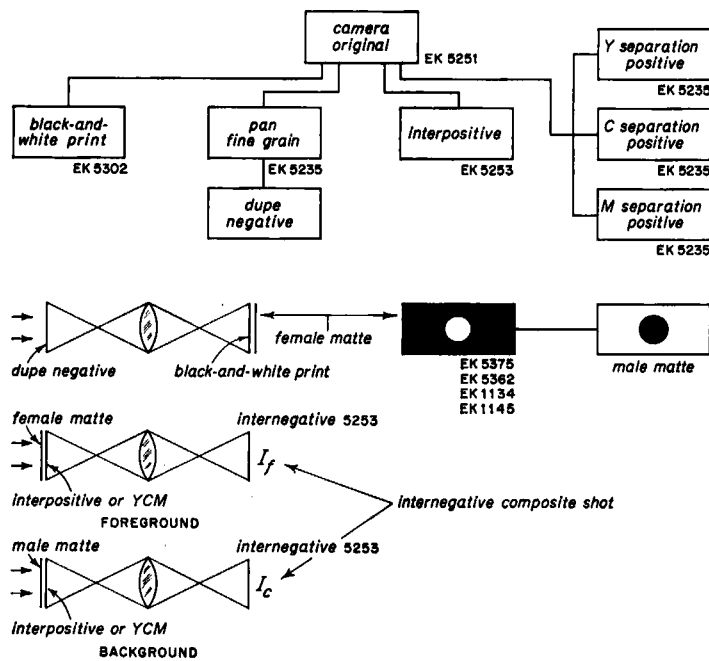 camera
original
EK 5251
Y separation
positive
EK 5235
black-and-
white print
EK 5302
pan
fine grain
EK 5235
Interpositive
EK 5253
C separation
positive
EK 5235
dupe
negative
M separation
positive
EK 5235
dupe negative
black-and-white print
female matte
EK 5375
EK 5362
EK 1134
EK 1145
male matte
female matte
internegative 5253
If
interpositive or YCM
FOREGROUND
internegative composite shot
male matte
internegative 5253
Ic
interpositive or YCM
BACKGROUND